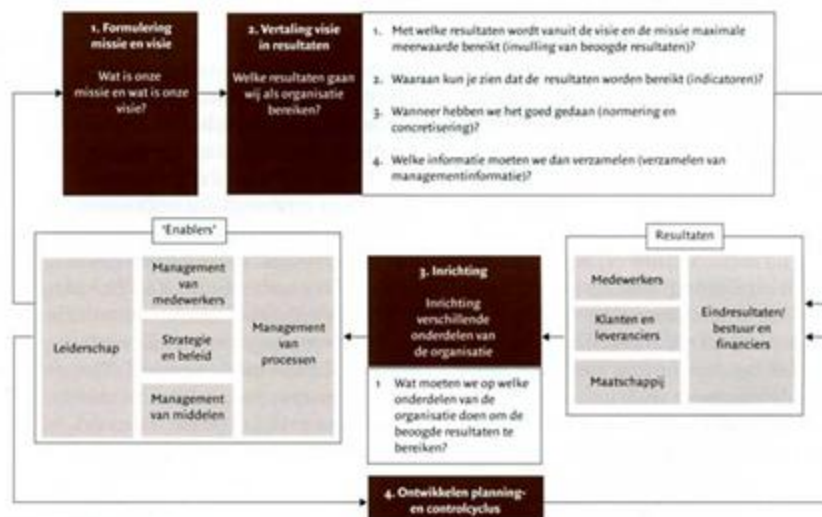 1. Formulering
missie en visie
Wat is onze
missie en wat is onze
visie?
2. Vertaling visie
in resultaten
Welke resultaten gaan
wij als organisatie
bereiken?
1. Met welke resultaten wordt vanuit de visie en de missie maximale
meerwaarde bereikt (invulling van beoogde resultaten)?
2. Waaraan kun je zien dat de resultaten worden bereikt (indicatoren)?
3. Wanneer hebben we het goed gedaan (normering en
concretisering)?
4. Welke informatie moeten we dan verzamelen (verzamelen van
managementinformatie)?
'Enablers'
Leiderschap
Management
van
medewerkers
Strategie
en beleid
Management
van middelen
Management
van
processen
3. Inrichting
Inrichting
verschillende
onderdelen van
de organisatie
1 Wat moeten we op welke
onderdelen van de
organisatie doen om de
beoogde resultaten te
bereiken?
Resultaten
Medewerkers
Klanten en
leveranciers
Maatschappij
Eindresultaten/
bestuur en
financiers
4. Ontwikkelen planning-
en controlcyclus